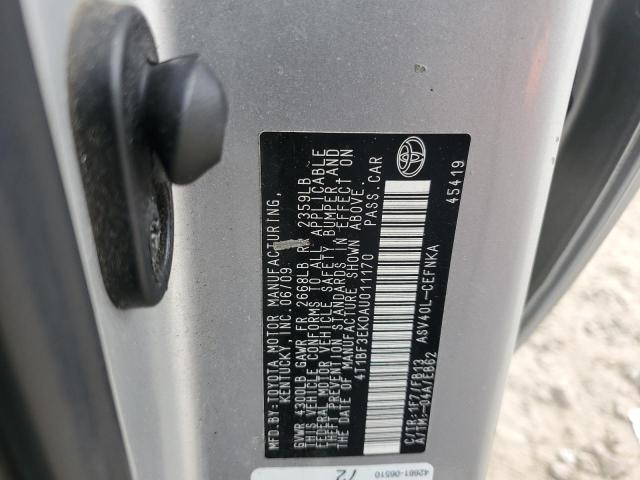 MFD.BY:TOYOTA MOTOR MANUFACTURING,
KENTUCKY, INC. 06/09
GVWR 4300LB GAWR FR 2668LB RR 2359LB
THIS VEHICLE CONFORMS TO ALL APPLICABLE
FEDERAL MOTOR VEHICLE SAFETY, BUMPER AND
THEFT PREVENTION STANDARDS IN EFFECT ON
THE DATE OF MANUFACTURE SHOWN ABOVE.
4T1BF3EK0AU011170 PASS.CAR
ASV40L-CEFNKA
C/TR:1F7/FB13
A/TM:-04A/EB62
45419
42661-06510
72